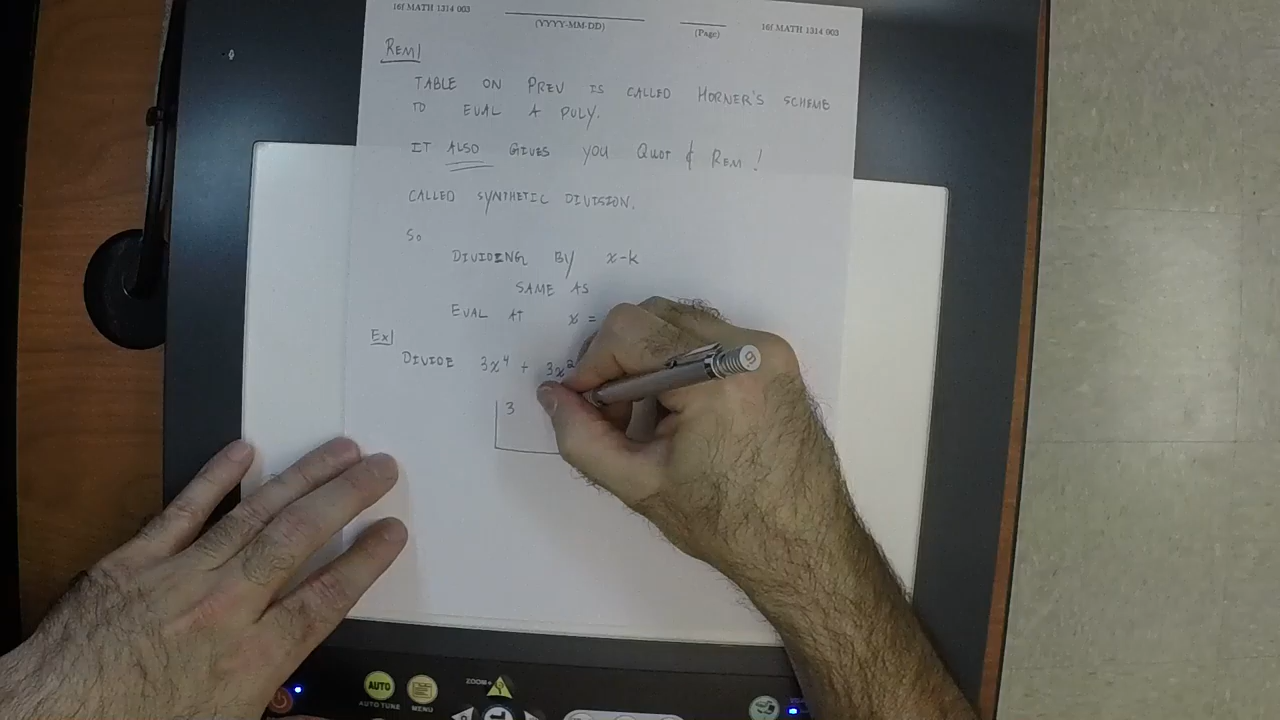 16f MATH 1314 003
(YYYY-MM-DD)
(Page)
16f MATH 1314 003
REM
TABLE ON PREV IS CALLED HORNER'S SCHEME
TO EVAL A POLY.
IT ALSO GIVES YOU QUOT & REM!
CALLED SYNTHETIC DIVISION.
SO
DIVIDING BY x-k
SAME AS
EVAL AT x =
Ex
DIVIDE 3x⁴ + 3x²
3
6
AUTO
AUTO TUNE
MENU
ZOOM+